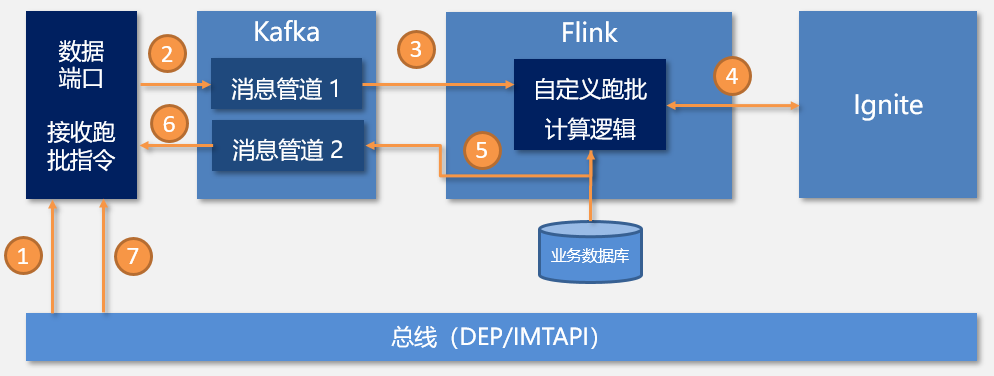 数据
端口
接收跑
批指令
2
6
Kafka
消息管道 1
消息管道 2
3
Flink
自定义跑批
计算逻辑
5
4
Ignite
业务数据库
1
7
总线（DEP/IMTAPI）